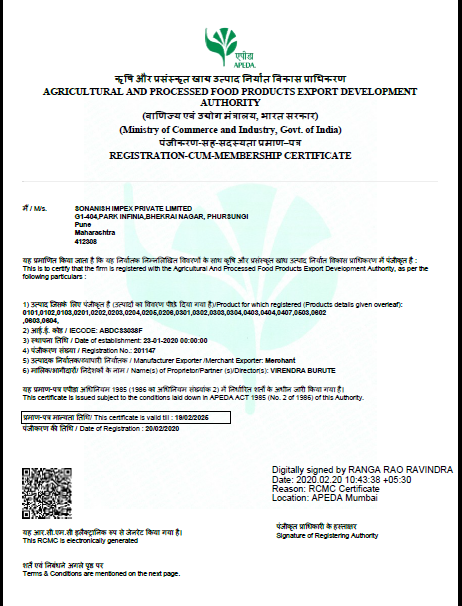 एपीडा
APEDA
कृषि और प्रसंस्कृत खाद्य उत्पाद निर्यात विकास प्राधिकरण
AGRICULTURAL AND PROCESSED FOOD PRODUCTS EXPORT DEVELOPMENT
AUTHORITY
(वाणिज्य एवं उद्योग मंत्रालय, भारत सरकार)
(Ministry of Commerce and Industry, Govt. of India)
पंजीकरण-सह-सदस्यता प्रमाण-पत्र
REGISTRATION-CUM-MEMBERSHIP CERTIFICATE
मैं / M/s. SONANISH IMPEX PRIVATE LIMITED
G1-404,PARK INFINIA,BHEKRAI NAGAR, PHURSUNGI
Pune
Maharashtra
412308
यह प्रमाणित किया जाता है कि यह निर्यातक निम्नलिखित विवरणों के साथ कृषि और प्रसंस्कृत खाद्य उत्पाद निर्यात विकास प्राधिकरण में पंजीकृत है :
This is to certify that the firm is registered with the Agricultural And Processed Food Products Export Development Authority, as per the
following particulars :
1) उत्पाद जिसके लिए पंजीकृत है (उत्पादों का विवरण पीछे दिया गया है)/Product for which registered (Products details given overleaf):
0101,0102,0103,0201,0202,0203,0204,0205,0206,0301,0302,0303,0304,0403,0404,0407,0503,0602
,0603,0604,
2) आई.ई. कोड / IECODE: ABDCS3038F
3) स्थापना तिथि / Date of establishment: 23-01-2020 00:00:00
4) पंजीकरण संख्या / Registration No.: 201147
5) उत्पादक निर्यातक/व्यापारी निर्यातक / Manufacturer Exporter /Merchant Exporter: Merchant
6) मालिक/भागीदारों/ निदेशकों के नाम / Name(s) of Proprietor/Partner (s)/Director(s): VIRENDRA BURUTE
यह प्रमाण-पत्र एपीडा अधिनियम 1985 (1986 का अधिनियम संख्यांक 2) में निर्धारित शर्तों के अधीन जारी किया गया है।
This certificate is issued subject to the conditions laid down in APEDA ACT 1985 (No. 2 of 1986) of this Authority.
प्रमाण-पत्र मान्यता तिथि/ This certificate is valid till : 18/02/2025
पंजीकरण की तिथि / Date of Registration : 20/02/2020
Digitally signed by RANGA RAO RAVINDRA
Date: 2020.02.20 10:43:38 +05:30
Reason: RCMC Certificate
Location: APEDA Mumbai
पंजीकृत प्राधिकारी के हस्ताक्षर
Signature of Registering Authority
यह आर.सी.एम.सी इलैक्ट्रानिक रूप से जेनरेट किया गया है।
This RCMC is electronically generated
शर्तें एवं निबंधने अगले पृष्ठ पर
Terms & Conditions are mentioned on the next page.